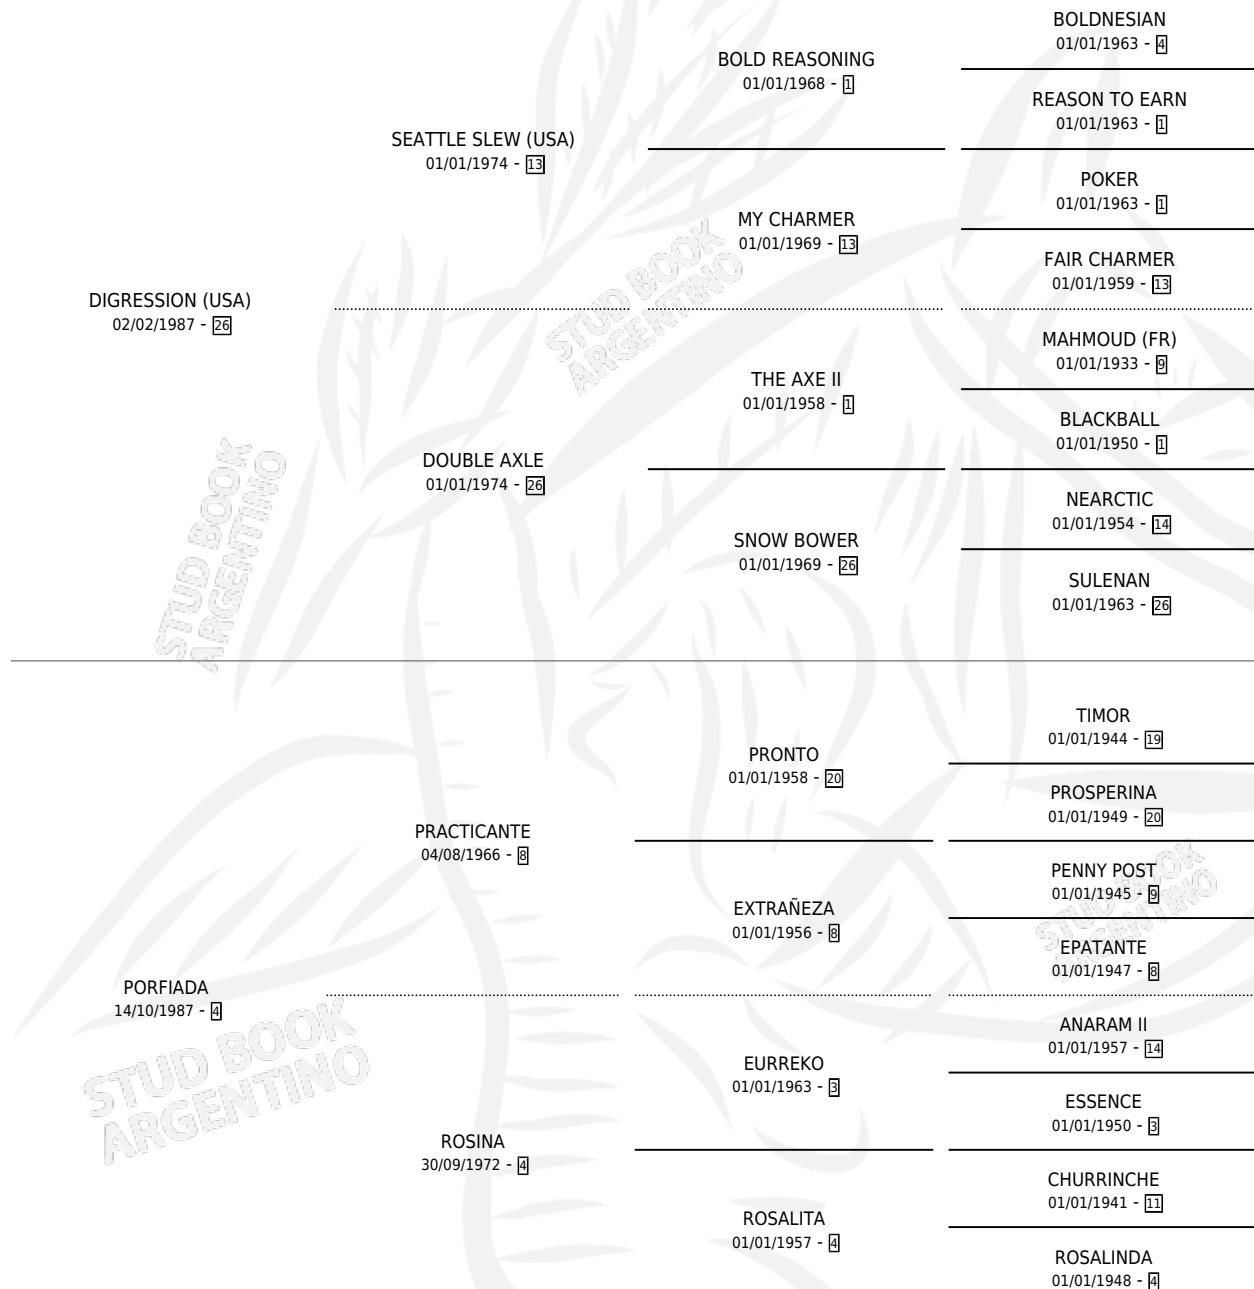 BOLDNESIAN
01/01/1963 - 4
BOLD REASONING
01/01/1968 - 1
REASON TO EARN
01/01/1963 - 1
SEATTLE SLEW (USA)
01/01/1974 - 13
POKER
01/01/1963 - 1
MY CHARMER
01/01/1969 - 13
FAIR CHARMER
01/01/1959 - 13
DIGRESSION (USA)
02/02/1987 - 26
MAHMOUD (FR)
01/01/1933 - 9
THE AXE II
01/01/1958 - 1
BLACKBALL
01/01/1950 - 1
DOUBLE AXLE
01/01/1974 - 26
NEARCTIC
01/01/1954 - 14
SNOW BOWER
01/01/1969 - 26
SULENAN
01/01/1963 - 26
TIMOR
01/01/1944 - 19
PRONTO
01/01/1958 - 20
PROSPERINA
01/01/1949 - 20
PRACTICANTE
04/08/1966 - 8
PENNY POST
01/01/1945 - 9
EXTRAÑEZA
01/01/1956 - 8
EPATANTE
01/01/1947 - 8
PORFIADA
14/10/1987 - 4
ANARAM II
01/01/1957 - 14
EURREKO
01/01/1963 - 3
ESSENCE
01/01/1950 - 3
ROSINA
30/09/1972 - 4
CHURRINCHE
01/01/1941 - 11
ROSALITA
01/01/1957 - 4
ROSALINDA
01/01/1948 - 4
STUD BOOK
ARGENTINO
STUD BOOK
ARGENTINO
STUD BOOK
ARGENTINO
STUD BOOK
ARGENTINO